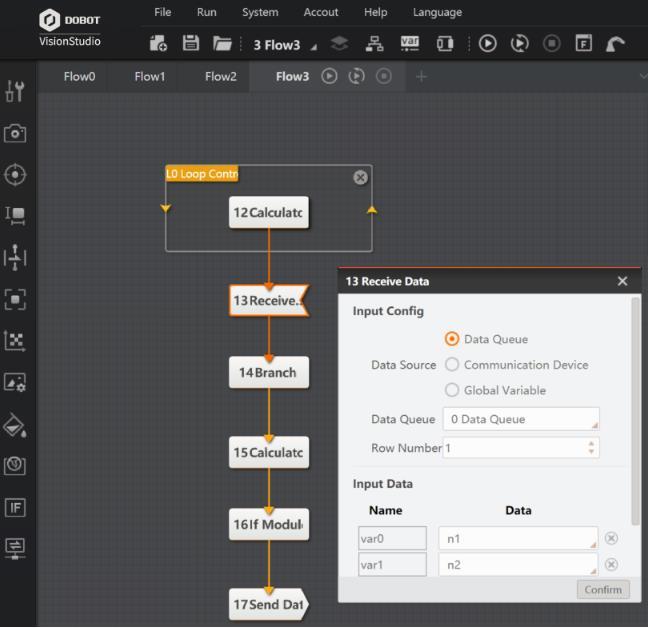 DOBOT
VisionStudio
File Run System Accout Help Language
3 Flow3
var
F
Flow0 Flow1 Flow2 Flow3
L0 Loop Contr
12Calculatc
13Receive..
14Branch
15Calculatc
16If Modul
17Send Dat
IF
13 Receive Data
Input Config
Data Queue
Data Source Communication Device
Global Variable
Data Queue 0 Data Queue
Row Number 1
Input Data
Name Data
var0 n1
var1 n2
Confirm